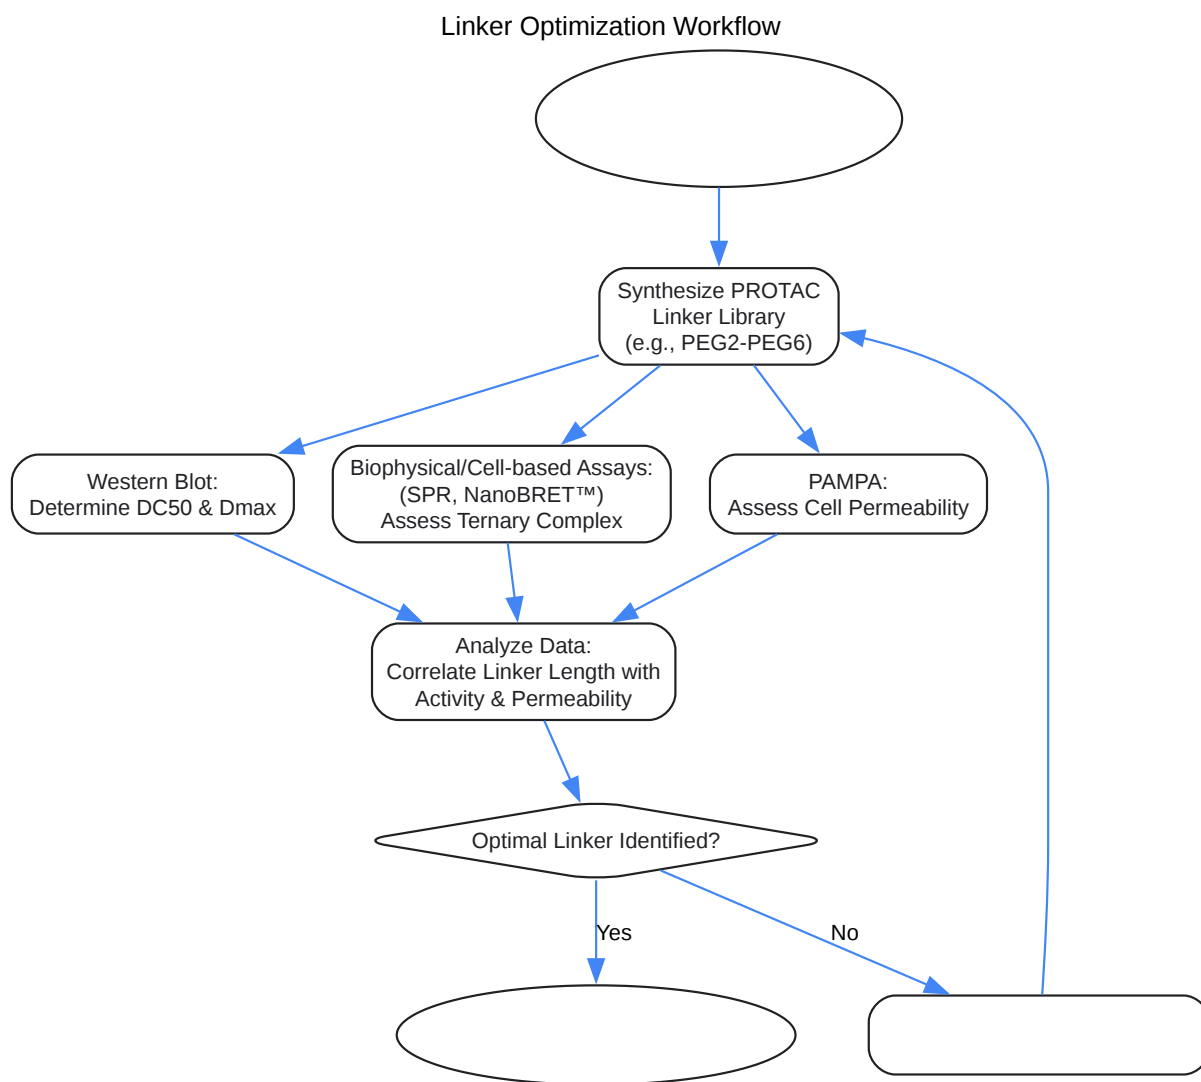 Linker Optimization Workflow
Synthesize PROTAC
Linker Library
(e.g., PEG2-PEG6)
Western Blot:
Determine DC50 & Dmax
Biophysical/Cell-based Assays:
(SPR, NanoBRET™)
Assess Ternary Complex
PAMPA:
Assess Cell Permeability
Analyze Data:
Correlate Linker Length with
Activity & Permeability
Optimal Linker Identified?
Yes
No